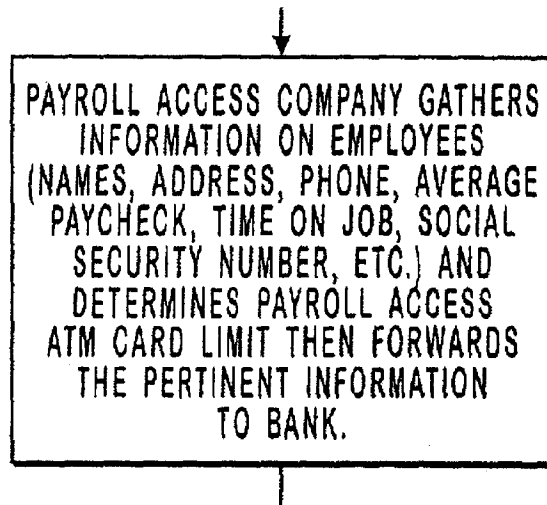 PAYROLL ACCESS COMPANY GATHERS
INFORMATION ON EMPLOYEES
(NAMES, ADDRESS, PHONE, AVERAGE
PAYCHECK, TIME ON JOB, SOCIAL
SECURITY NUMBER, ETC.) AND
DETERMINES PAYROLL ACCESS
ATM CARD LIMIT THEN FORWARDS
THE PERTINENT INFORMATION
TO BANK.